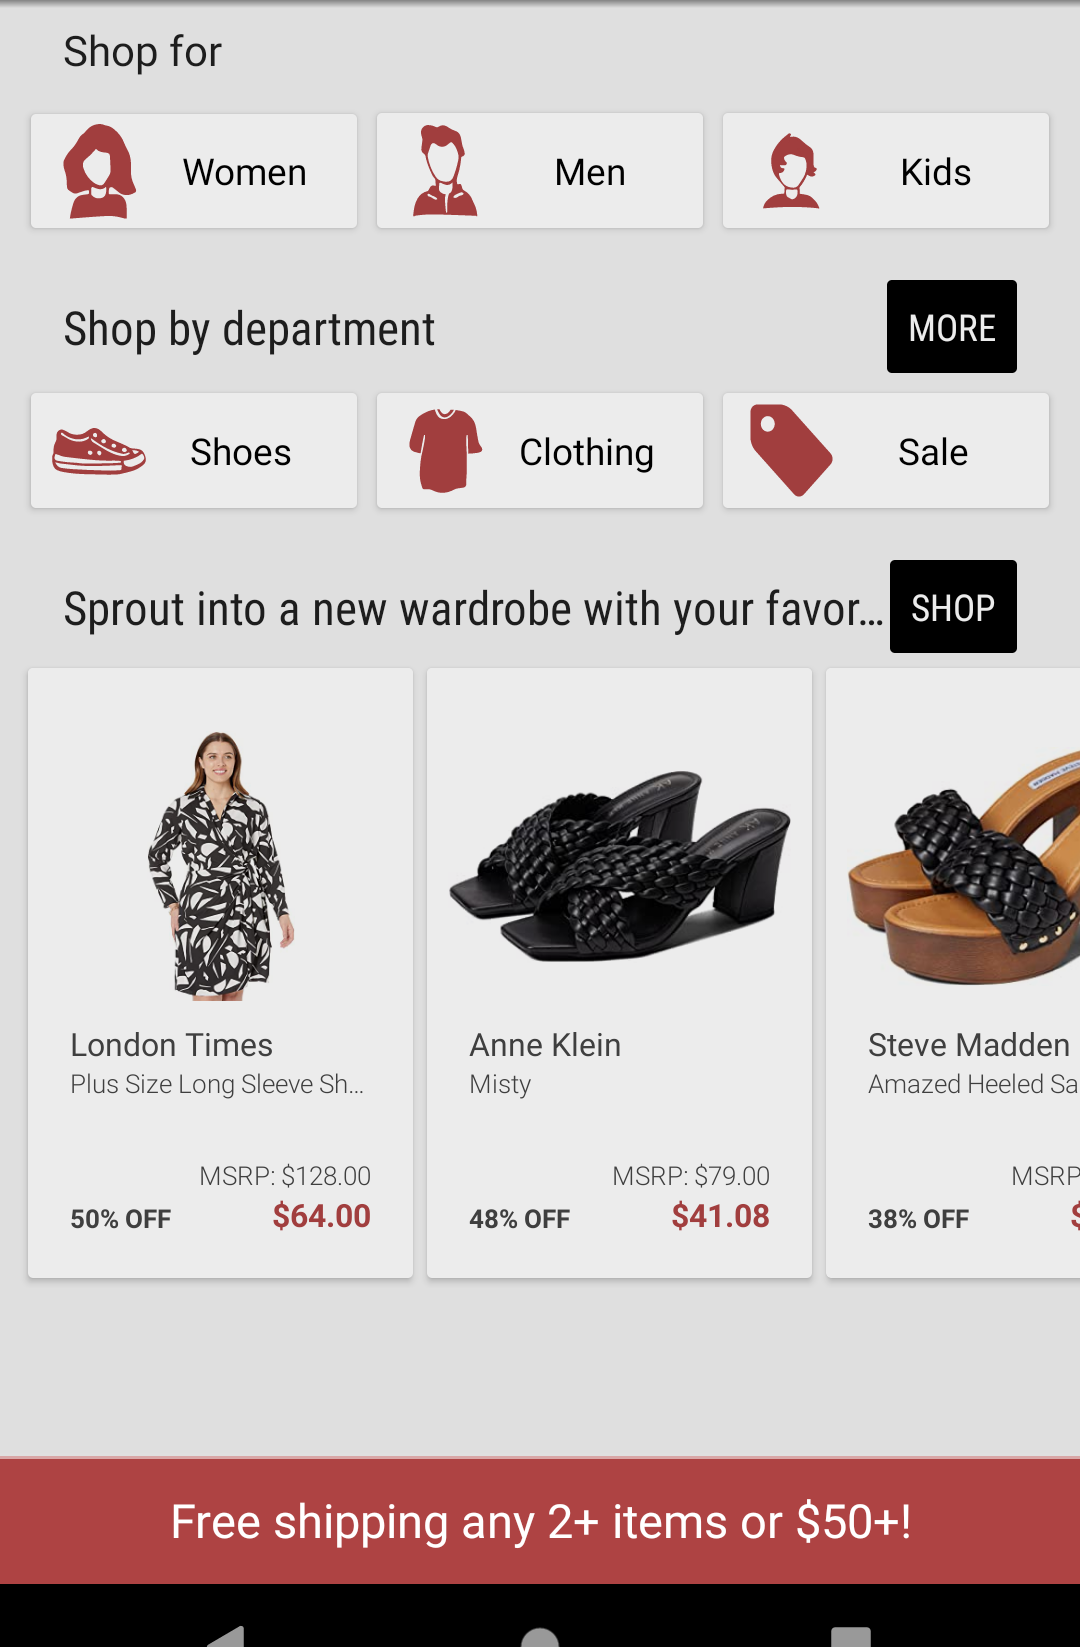 Shop for
Women
Men
Kids
Shop by department
MORE
Shoes
Clothing
Sale
Sprout into a new wardrobe with your favor...
SHOP
London Times
Plus Size Long Sleeve Sh...
MSRP: $128.00
50% OFF
$64.00
Anne Klein
Misty
MSRP: $79.00
48% OFF
$41.08
STEVE MADDEN
Steve Madden
Amazed Heeled Sa
MSRP
38% OFF
$
Free shipping any 2+ items or $50+!